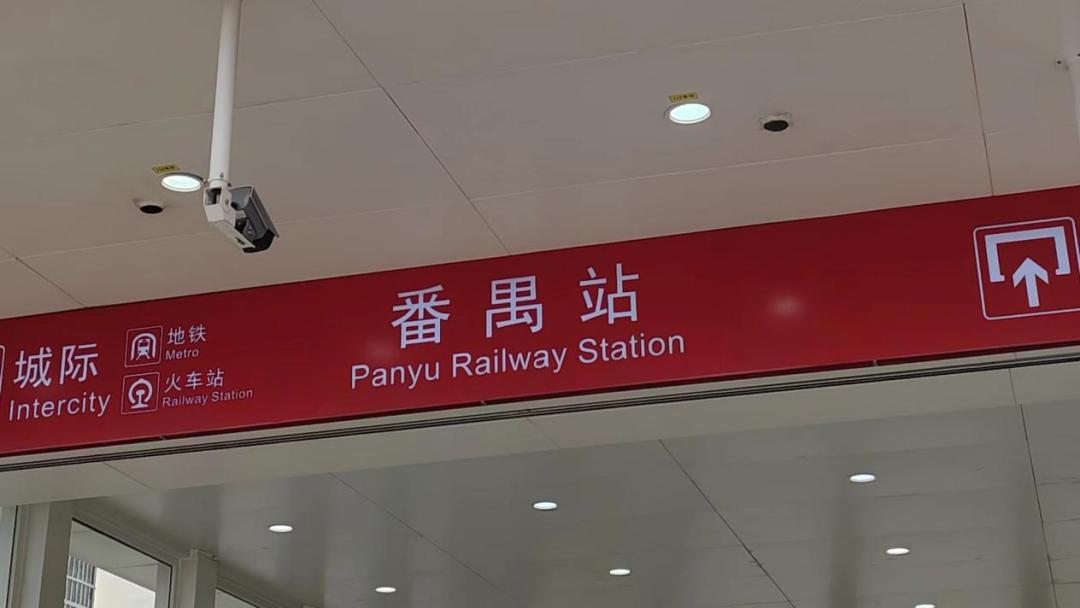 城际
Intercity
地铁
Metro
火车站
Railway Station
番禺站
Panyu Railway Station